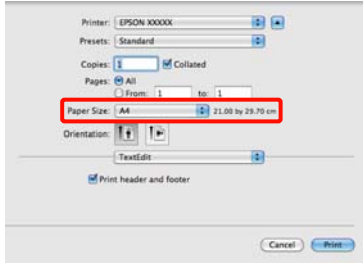 Printer: EPSON XXXXX
Presets: Standard
Copies: 1 Collated
Pages: All
From: 1 to: 1
Paper Size: A4 21.00 by 29.70 cm
Orientation:
TextEdit
Print header and footer
Cancel Print